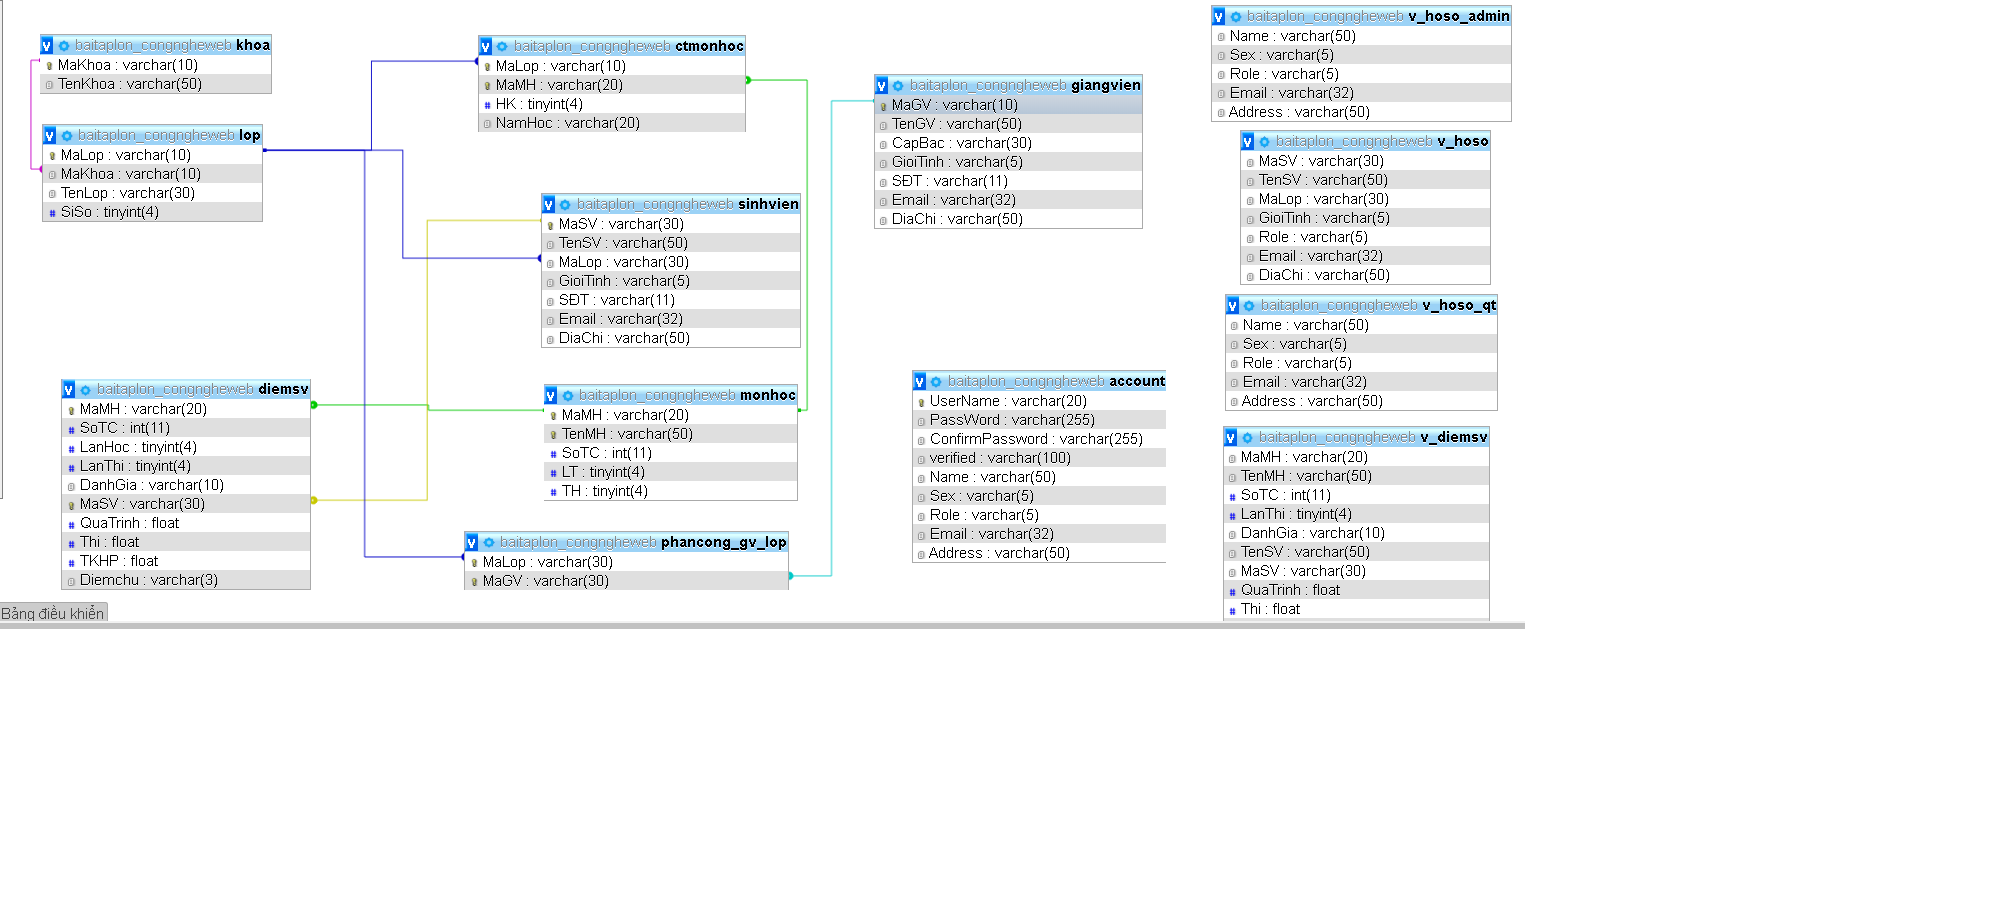 baitaplon_congngheweb khoa
MaKhoa : varchar(10)
TenKhoa : varchar(50)
baitaplon_congngheweb lop
MaLop : varchar(10)
MaKhoa : varchar(10)
TenLop : varchar(30)
# SiSo : tinyint(4)
baitaplon_congngheweb diemsv
MaMH : varchar(20)
# SoTC : int(11)
# LanHoc : tinyint(4)
# LanThi : tinyint(4)
DanhGia : varchar(10)
MaSV : varchar(30)
# QuaTrinh : float
# Thi : float
# TKHP : float
Diemchu : varchar(3)
Bảng điều khiển
baitaplon_congngheweb ctmonhoc
MaLop : varchar(10)
MaMH : varchar(20)
# HK : tinyint(4)
NamHoc : varchar(20)
baitaplon_congngheweb sinhvien
MaSV : varchar(30)
TenSV : varchar(50)
MaLop : varchar(30)
GioiTinh : varchar(5)
SĐT : varchar(11)
Email : varchar(32)
DiaChi : varchar(50)
baitaplon_congngheweb monhoc
MaMH : varchar(20)
TenMH : varchar(50)
# SoTC : int(11)
# LT : tinyint(4)
# TH : tinyint(4)
baitaplon_congngheweb phancong_gv_lop
MaLop : varchar(30)
MaGV : varchar(30)
baitaplon_congngheweb giangvien
MaGV : varchar(10)
TenGV : varchar(50)
CapBac : varchar(30)
GioiTinh : varchar(5)
SĐT : varchar(11)
Email : varchar(32)
DiaChi : varchar(50)
baitaplon_congngheweb account
UserName : varchar(20)
PassWord : varchar(255)
ConfirmPassword : varchar(255)
verified : varchar(100)
Name : varchar(50)
Sex : varchar(5)
Role : varchar(5)
Email : varchar(32)
Address : varchar(50)
baitaplon_congngheweb v_hoso_admin
Name : varchar(50)
Sex : varchar(5)
Role : varchar(5)
Email : varchar(32)
Address : varchar(50)
baitaplon_congngheweb v_hoso
MaSV : varchar(30)
TenSV : varchar(50)
MaLop : varchar(30)
GioiTinh : varchar(5)
Role : varchar(5)
Email : varchar(32)
DiaChi : varchar(50)
baitaplon_congngheweb v_hoso_qt
Name : varchar(50)
Sex : varchar(5)
Role : varchar(5)
Email : varchar(32)
Address : varchar(50)
baitaplon_congngheweb v_diemsv
MaMH : varchar(20)
TenMH : varchar(50)
# SoTC : int(11)
# LanThi : tinyint(4)
DanhGia : varchar(10)
TenSV : varchar(50)
MaSV : varchar(30)
# QuaTrinh : float
# Thi : float